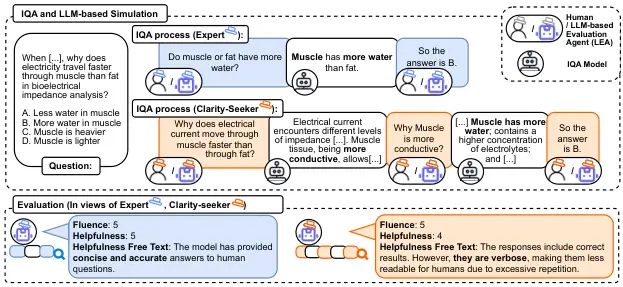 IQA and LLM-based Simulation
When [...], why does
electricity travel faster
through muscle than fat
in bioelectrical
impedance analysis?
A. Less water in muscle
B. More water in muscle
C. Muscle is heavier
D. Muscle is lighter
Question:
IQA process (Expert):
Do muscle or fat have more
water?
Muscle has more water
than fat.
So the
answer is B.
Human
/ LLM-based
Evaluation
Agent (LEA)
IQA Model
IQA process (Clarity-Seeker):
Why does electrical
current move through
muscle faster than
through fat?
Electrical current
encounters different levels
of impedance [...]. Muscle
tissue, being more
conductive, allows[...]
Why Muscle
is more
conductive?
[...] Muscle has more
water; contains a
higher concentration
of electrolytes;
and [...]
So the
answer
is B.
Evaluation (In views of Expert, Clarity-seeker)
Fluence: 5
Helpfulness: 5
Helpfulness Free Text: The model has provided
concise and accurate answers to human
questions.
Fluence: 5
Helpfulness: 4
Helpfulness Free Text: The responses include correct
results. However, they are verbose, making them less
readable for humans due to excessive repetition.